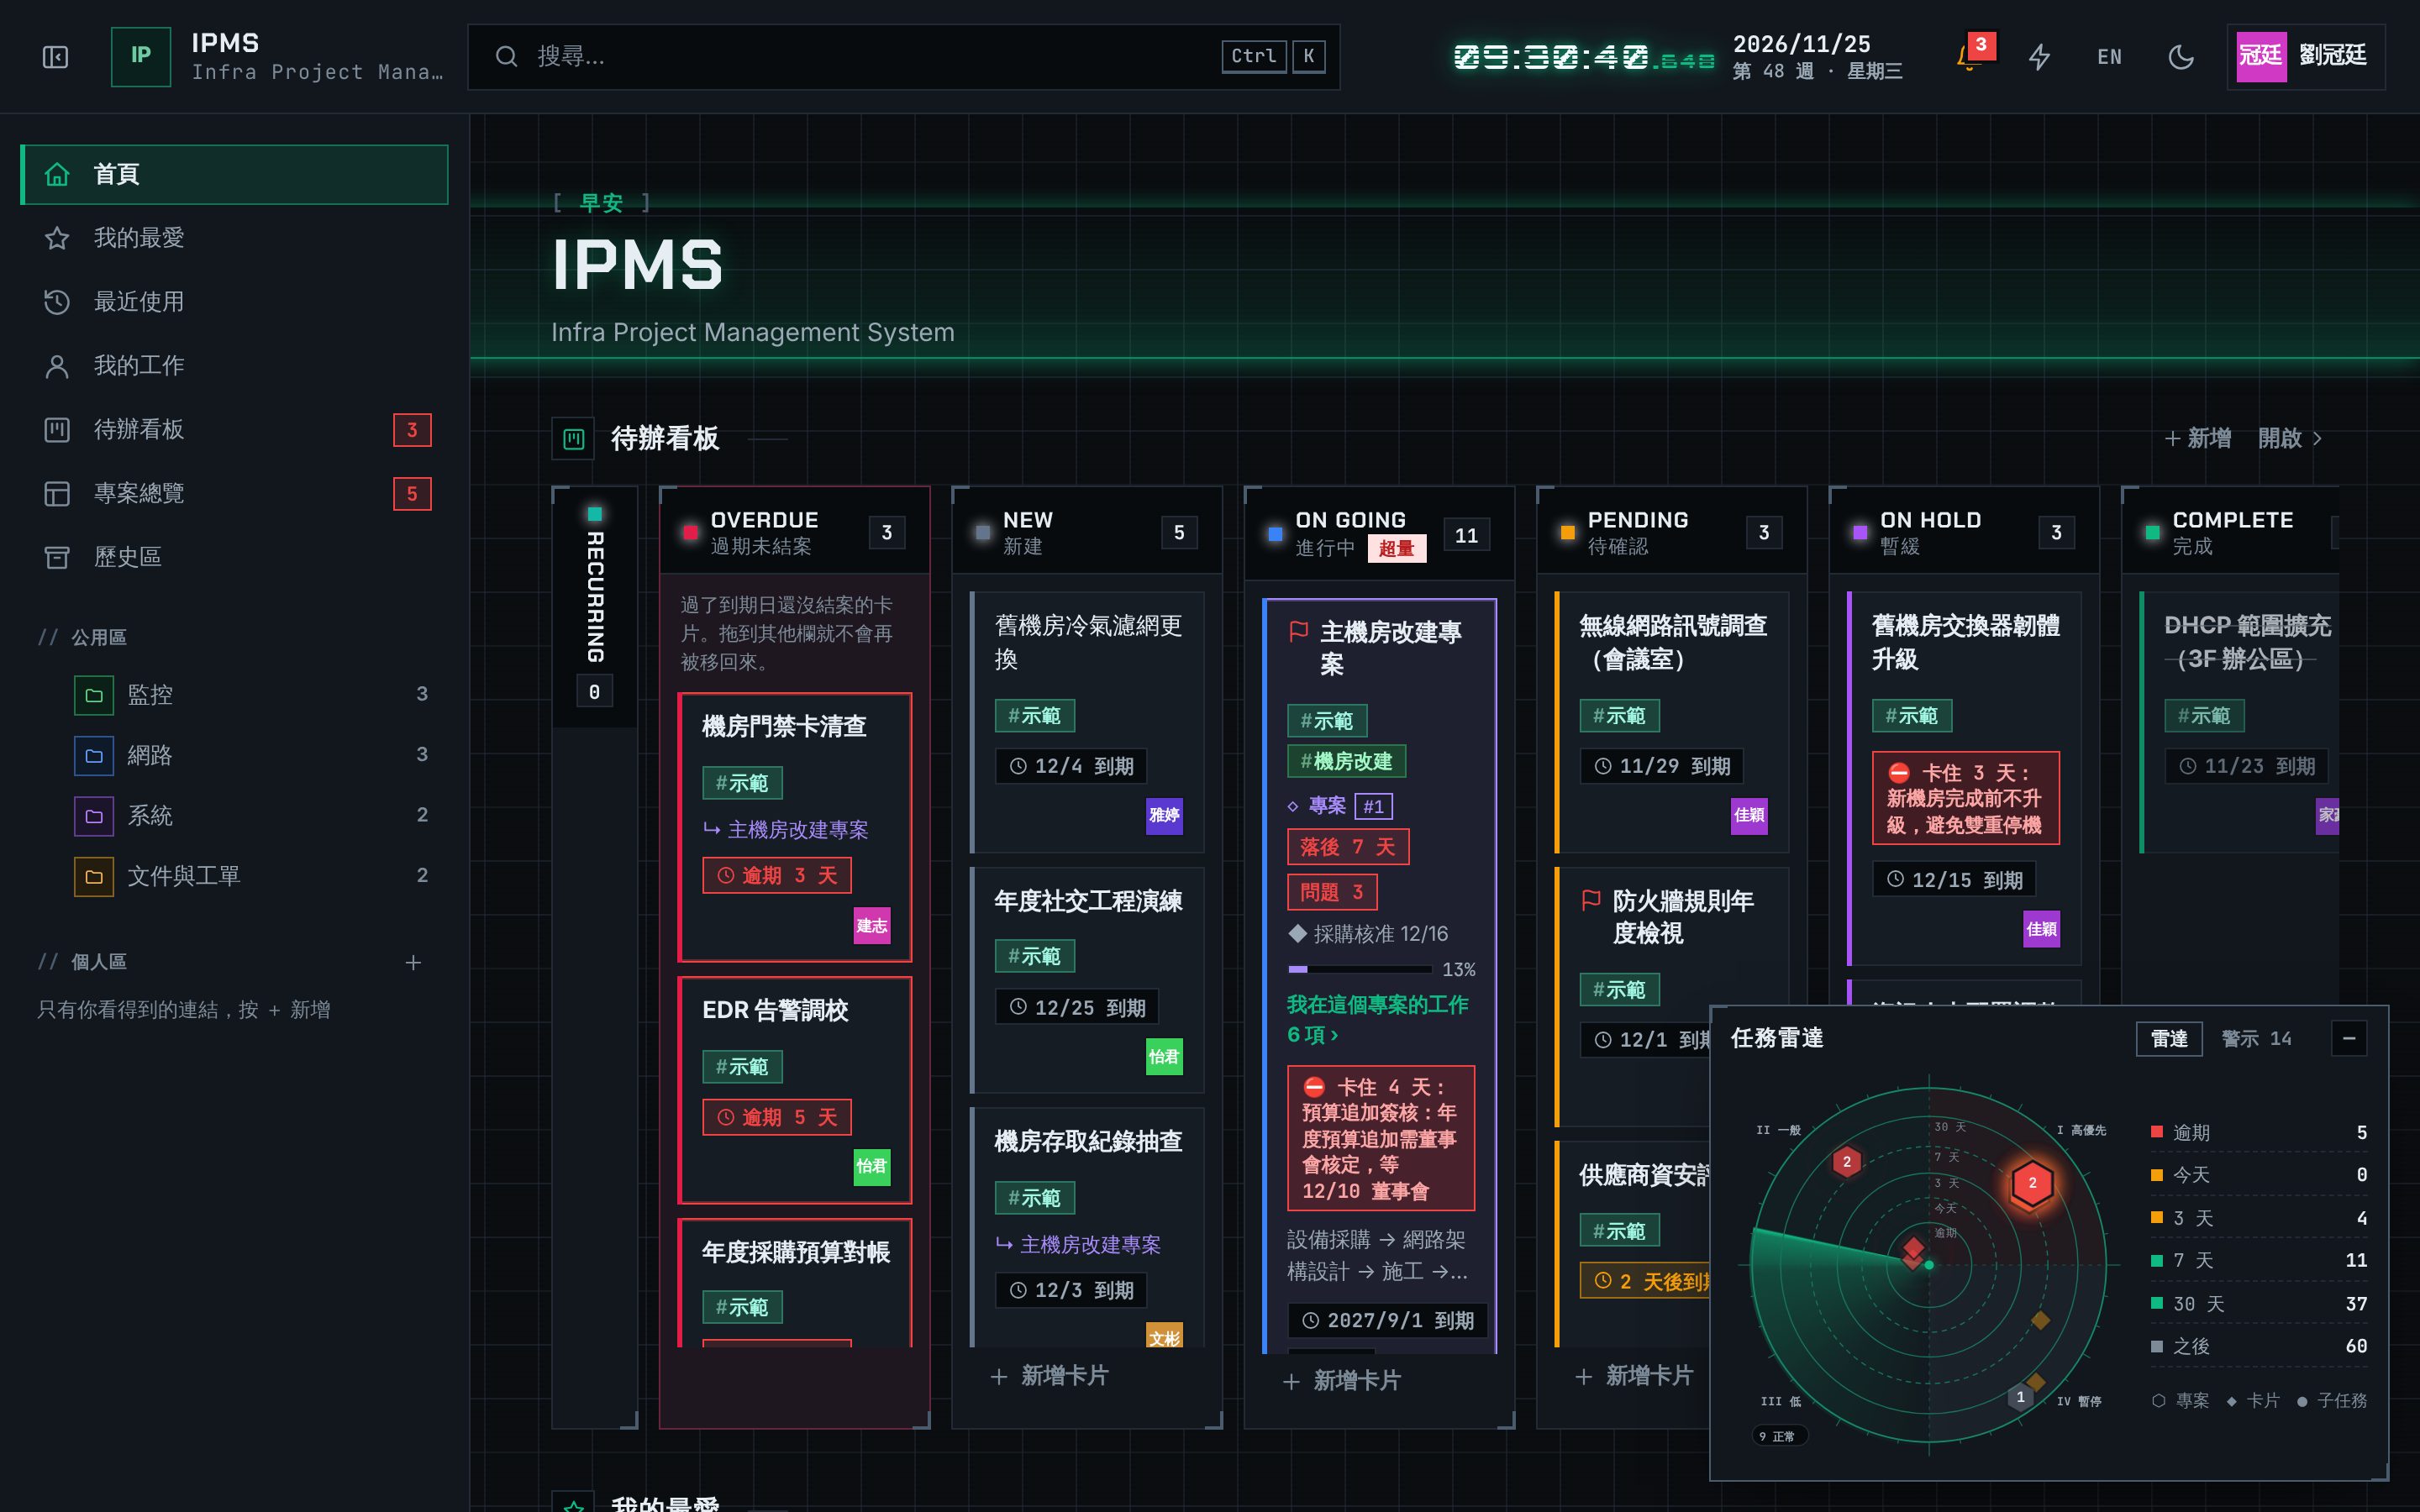 IP
IPMS
Infra Project Mana…
搜尋...
Ctrl K
09:30:40.648
2026/11/25
第 48 週 · 星期三
3
EN
冠廷 劉冠廷
首頁
我的最愛
最近使用
我的工作
待辦看板 3
專案總覽 5
歷史區
// 公用區
監控 3
網路 3
系統 2
文件與工單 2
// 個人區 +
只有你看得到的連結，按 + 新增
[ 早安 ]
IPMS
Infra Project Management System
待辦看板
+ 新增 開啟 >
RECURRING
0
OVERDUE
過期未結案
3
過了到期日還沒結案的卡
片。拖到其他欄就不會再
被移回來。
機房門禁卡清查
#示範
↳ 主機房改建專案
逾期 3 天
建志
EDR 告警調校
#示範
逾期 5 天
怡君
年度採購預算對帳
#示範
NEW
新建
5
舊機房冷氣濾網更
換
#示範
12/4 到期
雅婷
年度社交工程演練
#示範
12/25 到期
怡君
機房存取紀錄抽查
#示範
↳ 主機房改建專案
12/3 到期
文彬
+ 新增卡片
ON GOING
進行中 超量
11
主機房改建專
案
#示範
#機房改建
◇ 專案 #1
落後 7 天
問題 3
◆ 採購核准 12/16
13%
我在這個專案的工作
6 項 ›
⛔ 卡住 4 天：
預算追加簽核：年
度預算追加需董事
會核定，等
12/10 董事會
設備採購 → 網路架
構設計 → 施工 →…
2027/9/1 到期
+ 新增卡片
PENDING
待確認
3
無線網路訊號調查
（會議室）
#示範
11/29 到期
佳穎
防火牆規則年
度檢視
#示範
12/1 到期
供應商資安評
#示範
2 天後到期
+ 新增卡片
ON HOLD
暫緩
3
舊機房交換器韌體
升級
#示範
⛔ 卡住 3 天：
新機房完成前不升
級，避免雙重停機
12/15 到期
佳穎
COMPLETE
完成
DHCP 範圍擴充
（3F 辦公區）
#示範
11/23 到期
任務雷達
雷達 警示 14
II 一般
I 高優先
III 低
IV 暫停
30 天
7 天
3 天
今天
逾期
2
2
1
9 正常
逾期 5
今天 0
3 天 4
7 天 11
30 天 37
之後 60
⬡ 專案 ◆ 卡片 ● 子任務
我的最愛